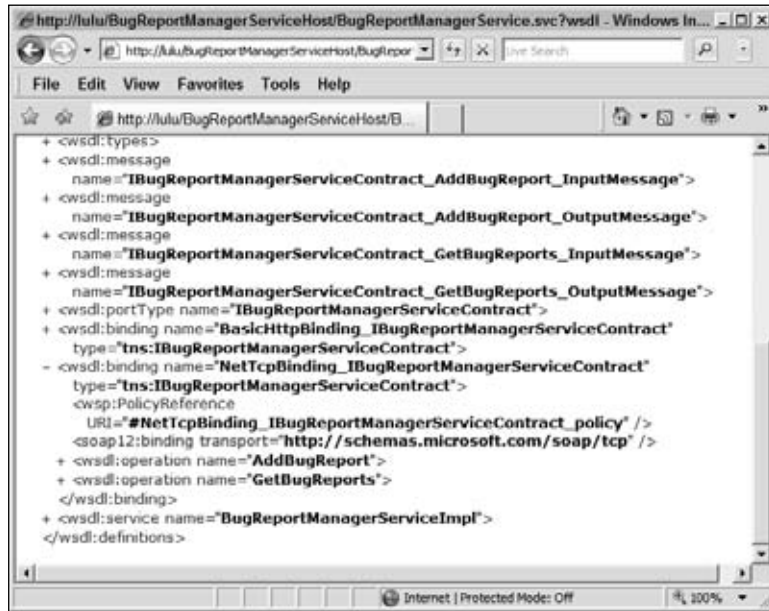 http://lulu/BugReportManagerServiceHost/BugReportManagerService.svc?wsdl - Windows In...
http://lulu/BugReportManagerServiceHost/BugRepor
Live Search
File Edit View Favorites Tools Help
http://lulu/BugReportManagerServiceHost/B...
+ <wsdl:types>
+ <wsdl:message
name="IBugReportManagerServiceContract_AddBugReport_InputMessage">
+ <wsdl:message
name="IBugReportManagerServiceContract_AddBugReport_OutputMessage">
+ <wsdl:message
name="IBugReportManagerServiceContract_GetBugReports_InputMessage">
+ <wsdl:message
name="IBugReportManagerServiceContract_GetBugReports_OutputMessage">
+ <wsdl:portType name="IBugReportManagerServiceContract">
+ <wsdl:binding name="BasicHttpBinding_IBugReportManagerServiceContract"
type="tns:IBugReportManagerServiceContract">
- <wsdl:binding name="NetTcpBinding_IBugReportManagerServiceContract"
type="tns:IBugReportManagerServiceContract">
<wsp:PolicyReference
URI="#NetTcpBinding_IBugReportManagerServiceContract_policy" />
<soap12:binding transport="http://schemas.microsoft.com/soap/tcp" />
+ <wsdl:operation name="AddBugReport">
+ <wsdl:operation name="GetBugReports">
</wsdl:binding>
+ <wsdl:service name="BugReportManagerServiceImpl">
</wsdl:definitions>
Internet | Protected Mode: Off 100%